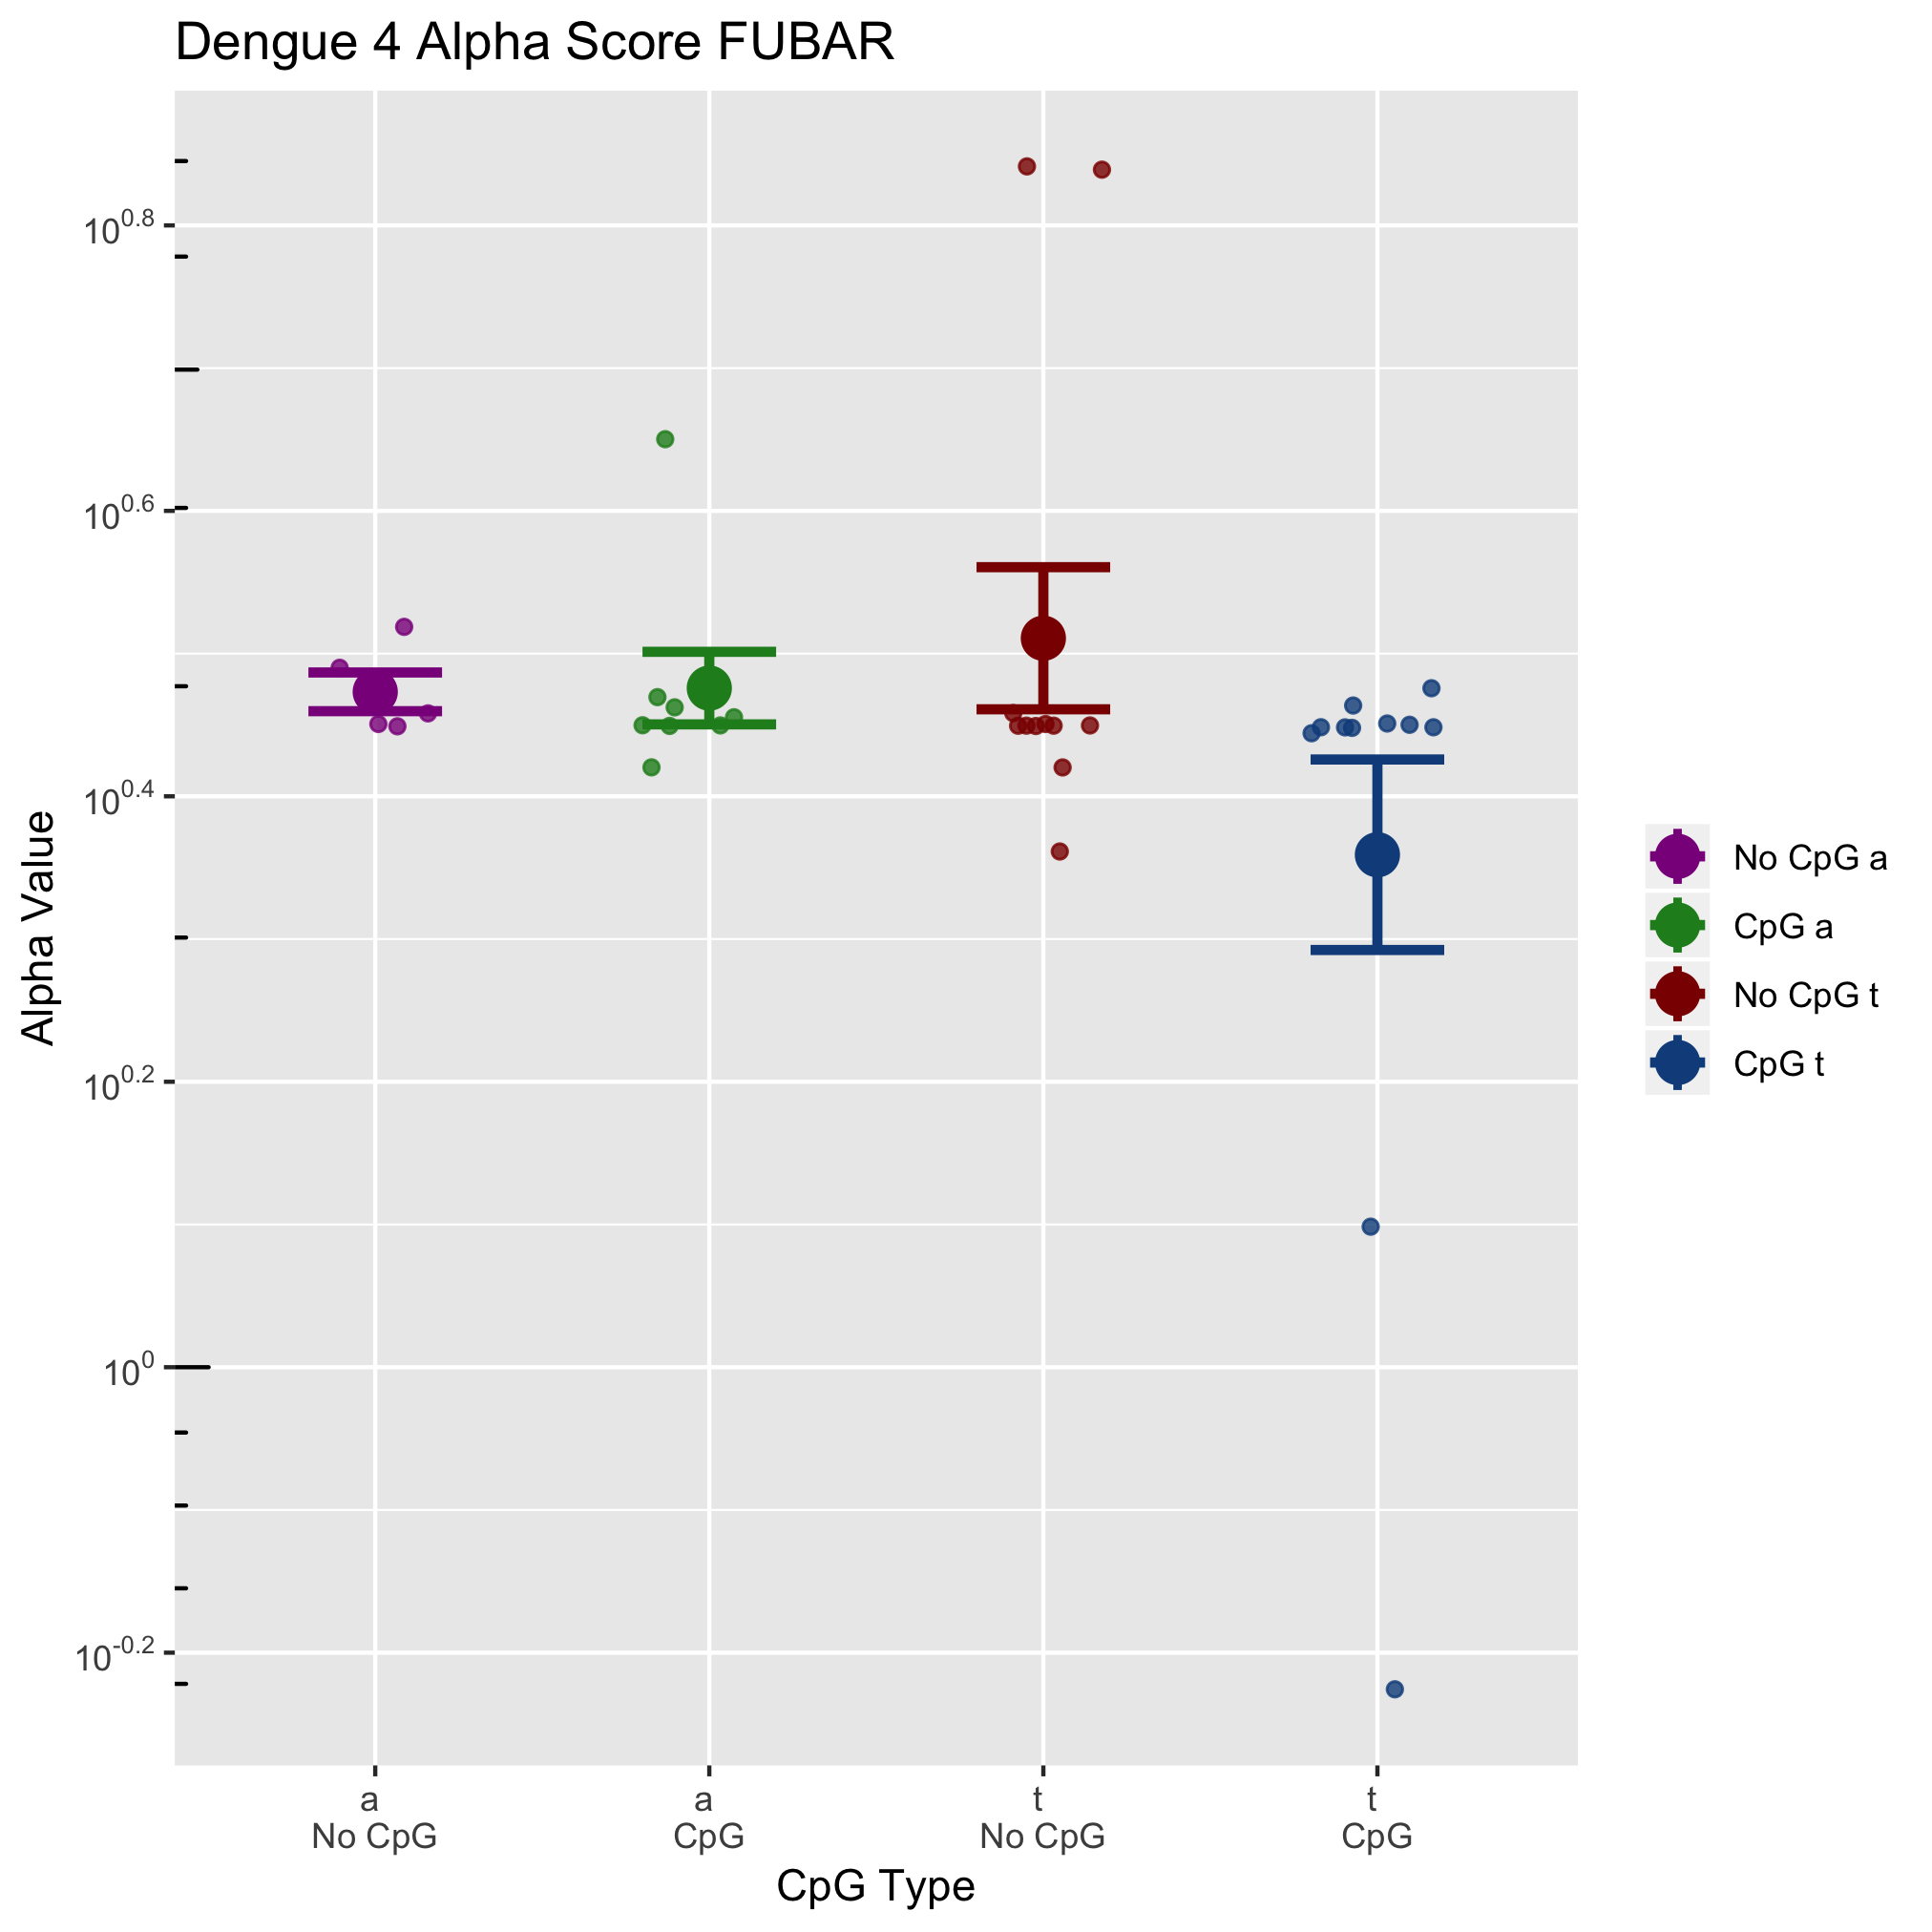 Dengue 4 Alpha Score FUBAR
10^0.8
10^0.6
10^0.4
10^0.2
10^0
10^-0.2
Alpha Value
a
No CpG
a
CpG
t
No CpG
t
CpG
CpG Type
No CpG a
CpG a
No CpG t
CpG t